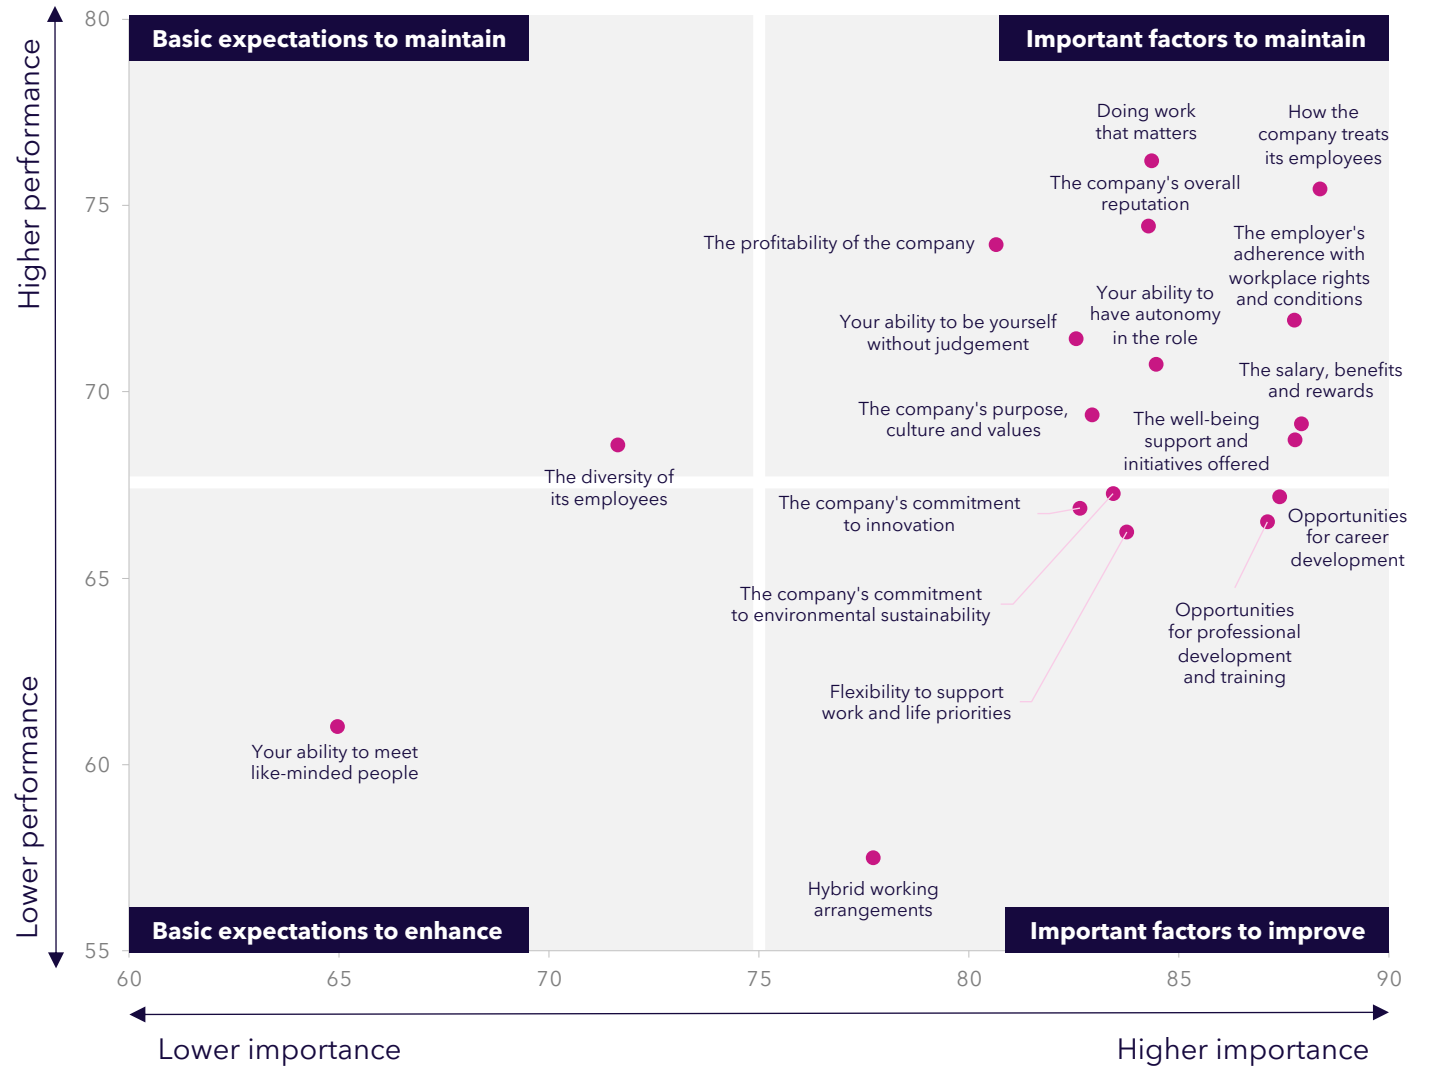 80
Basic expectations to maintain
Important factors to maintain
Higher performance
Doing work
that matters
How the
company treats
its employees
The company's overall
reputation
75
The profitability of the company
The employer's
adherence with
workplace rights
and conditions
Your ability to
have autonomy
in the role
Your ability to be yourself
without judgement
70
The salary, benefits
and rewards
The company's purpose,
culture and values
The well-being
support and
initiatives offered
The diversity of
its employees
The company's commitment
to innovation
Opportunities
for career
development
65
The company's commitment
to environmental sustainability
Opportunities
for professional
development
and training
Flexibility to support
work and life priorities
Lower performance
60
Your ability to meet
like-minded people
Hybrid working
arrangements
Basic expectations to enhance
Important factors to improve
55
60
65
70
75
80
85
90
Lower importance
Higher importance